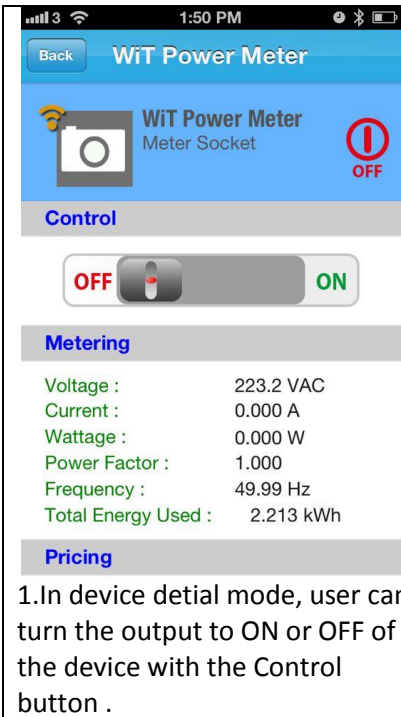 3 1:50 PM
Back WiT Power Meter
WiT Power Meter
Meter Socket
OFF
Control
OFF ON
Metering
Voltage : 223.2 VAC
Current : 0.000 A
Wattage : 0.000 W
Power Factor : 1.000
Frequency : 49.99 Hz
Total Energy Used : 2.213 kWh
Pricing
1.In device detial mode, user can
turn the output to ON or OFF of
the device with the Control
button .